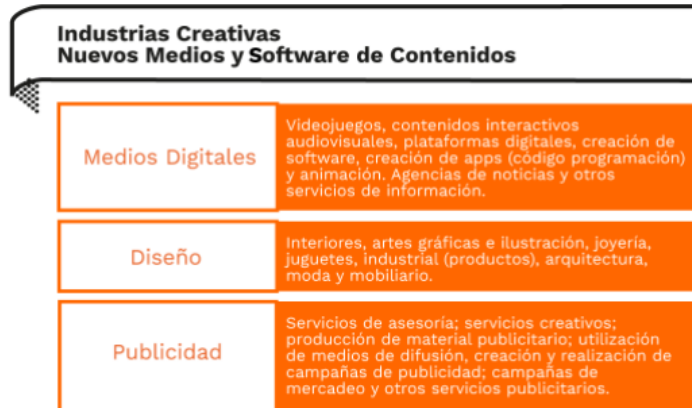 Industrias Creativas
Nuevos Medios y Software de Contenidos
Medios Digitales
Videojuegos, contenidos interactivos
audiovisuales, plataformas digitales, creación de
software, creación de apps (código programación)
y animación. Agencias de noticias y otros
servicios de información.
Diseño
Interiores, artes gráficas e ilustración, joyería,
juguetes, industrial (productos), arquitectura,
moda y mobiliario.
Publicidad
Servicios de asesoría; servicios creativos;
producción de material publicitario; utilización
de medios de difusión, creación y realización de
campañas de publicidad; campañas de
mercadeo y otros servicios publicitarios.